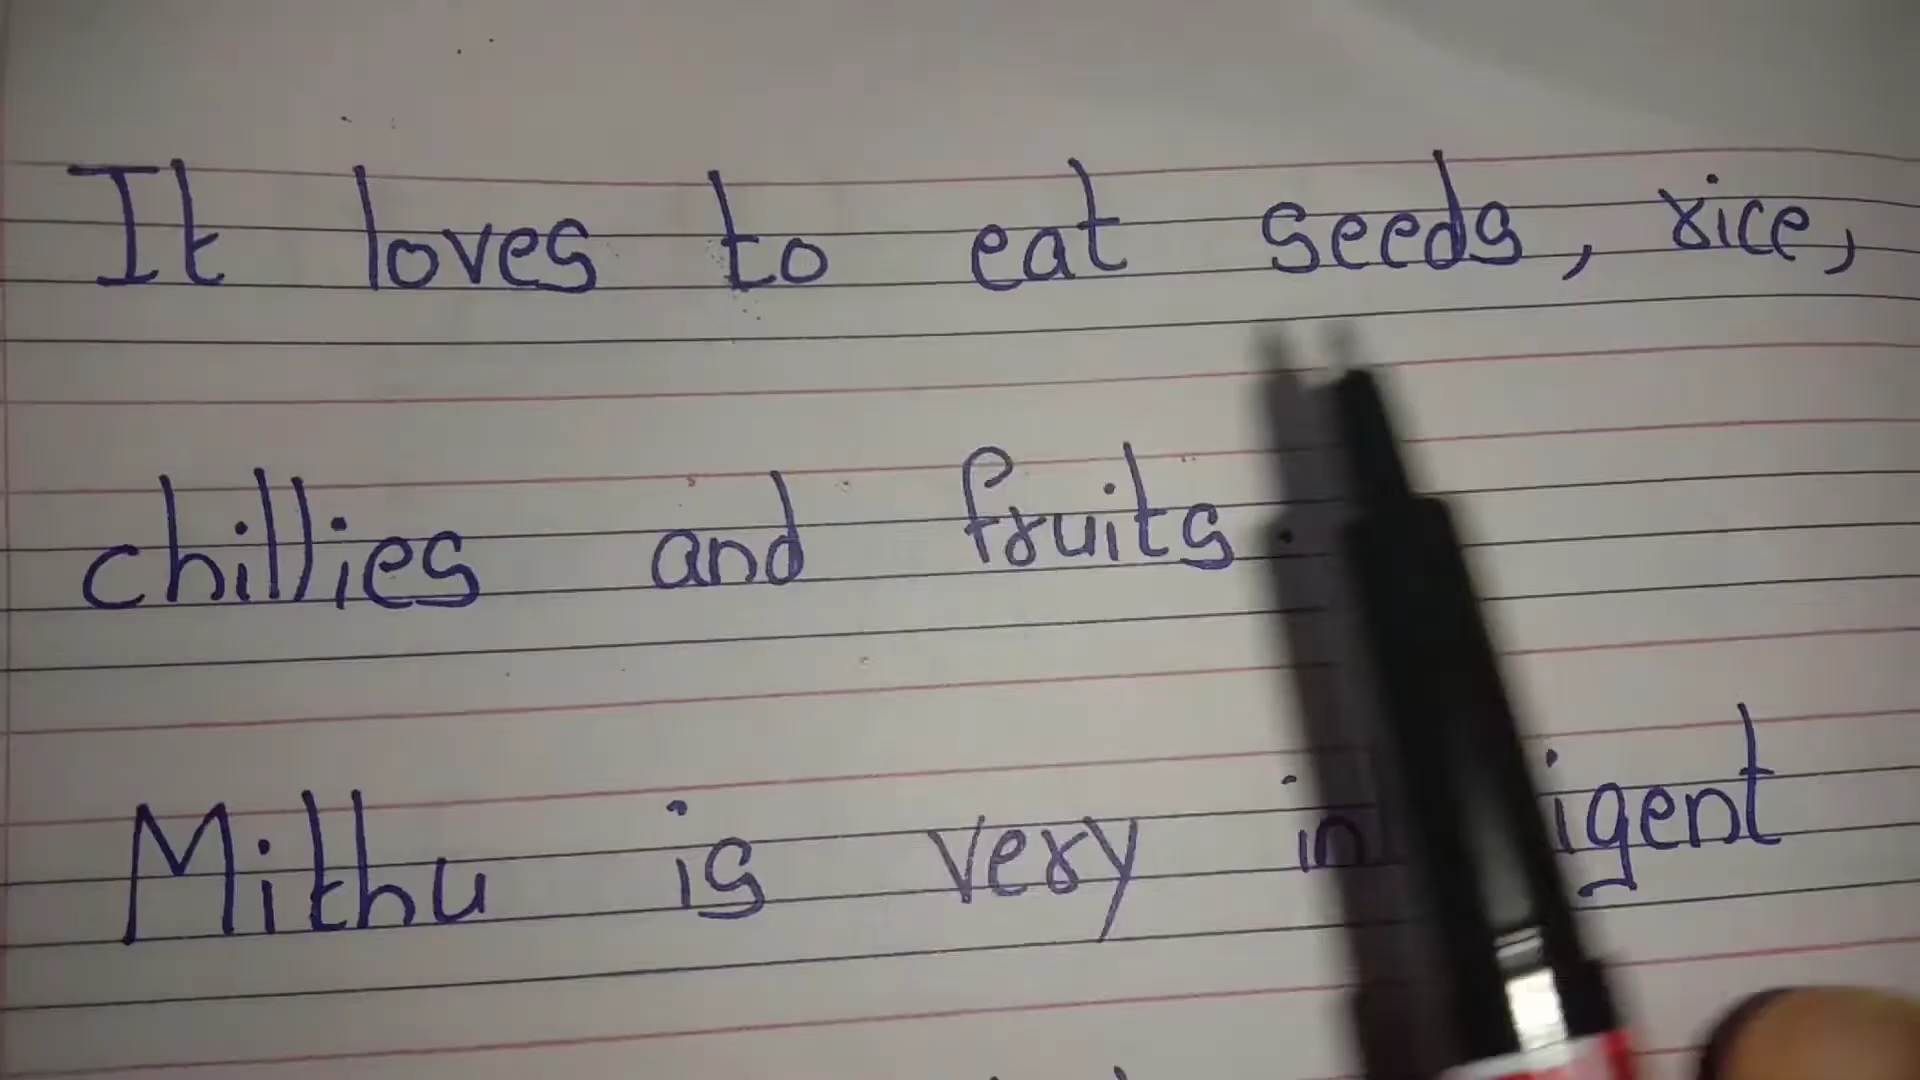 It loves to eat seeds, rice,
chillies and fruits.
Mithu is very